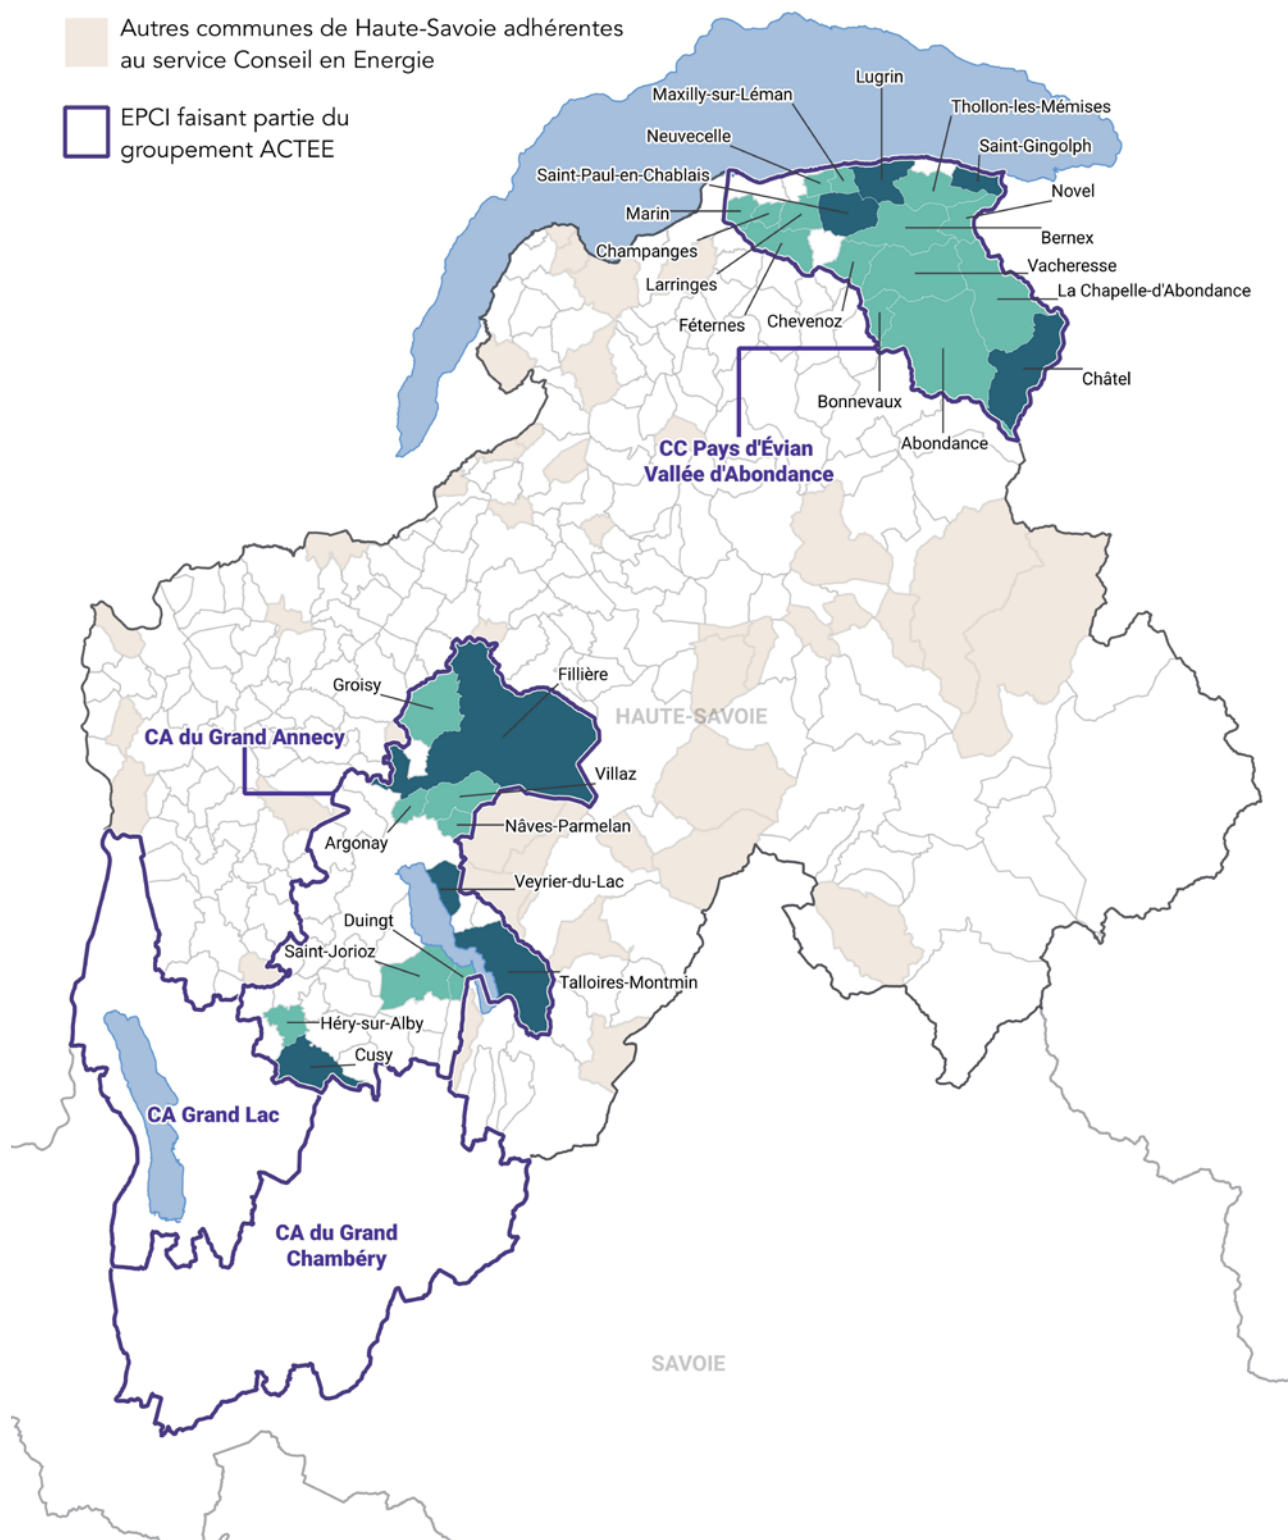 Autres communes de Haute-Savoie adhérentes
au service Conseil en Energie
EPCI faisant partie du
groupement ACTEE
Lugrin
Maxilly-sur-Léman
Thollon-les-Mémises
Neuvecelle
Saint-Gingolph
Saint-Paul-en-Chablais
Novel
Marin
Bernex
Champanges
Vacheresse
Larringes
La Chapelle-d'Abondance
Féternes
Chevenoz
Châtel
Bonnevaux
Abondance
CC Pays d'Évian
Vallée d'Abondance
Fillière
Groisy
HAUTE-SAVOIE
CA du Grand Annecy
Villaz
Nâves-Parmelan
Argonay
Veyrier-du-Lac
Duingt
Saint-Jorioz
Talloires-Montmin
Héry-sur-Alby
Cusy
CA Grand Lac
CA du Grand
Chambéry
SAVOIE